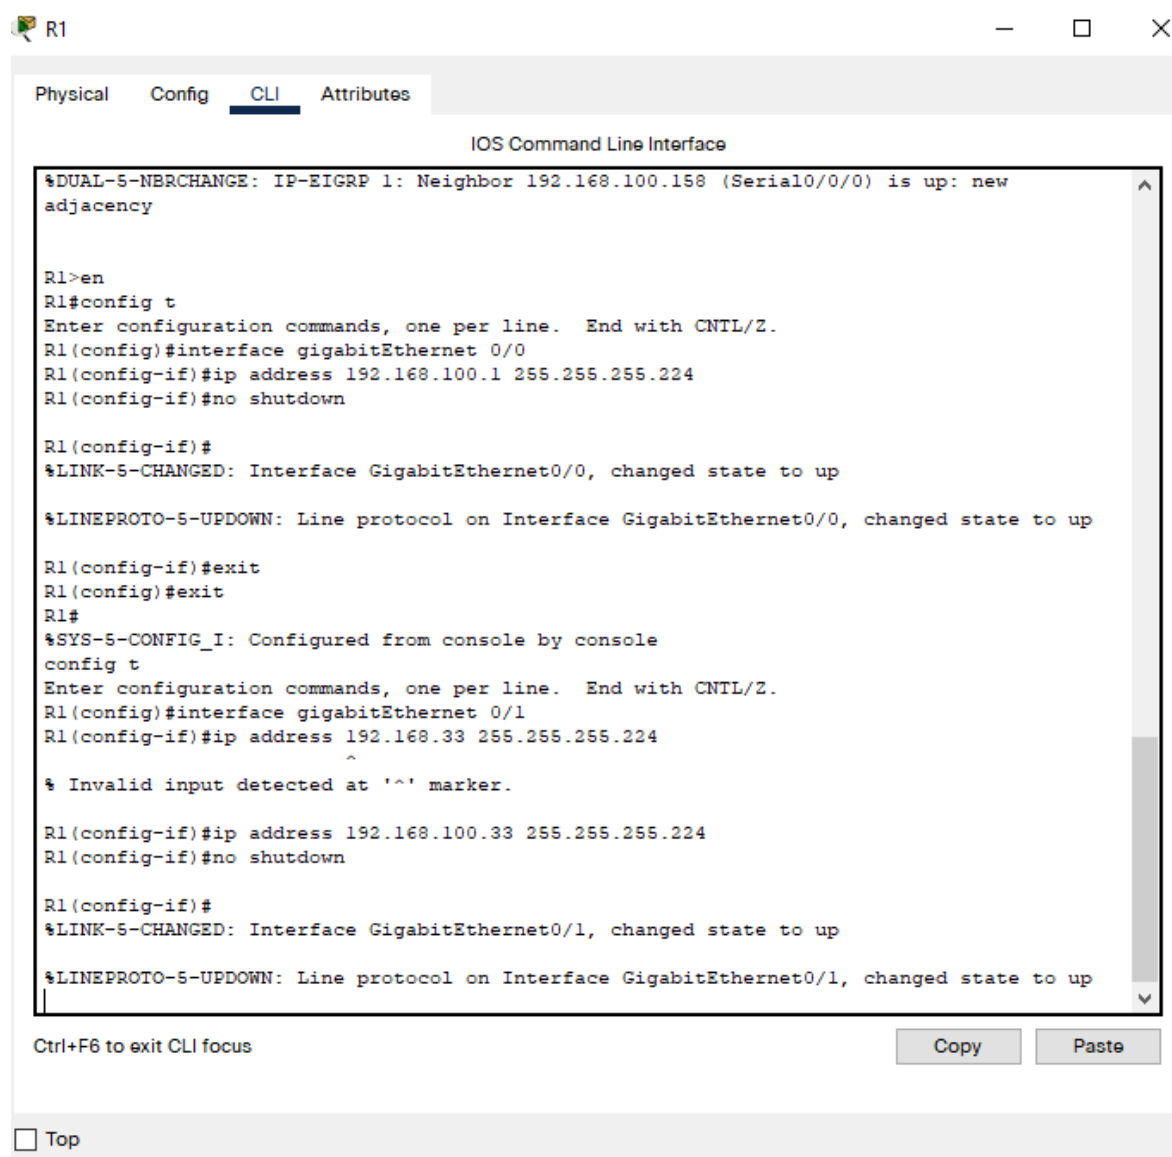 R1
Physical Config CLI Attributes
IOS Command Line Interface
%DUAL-5-NBRCHANGE: IP-EIGRP 1: Neighbor 192.168.100.158 (Serial0/0/0) is up: new
adjacency
R1>en
R1#config t
Enter configuration commands, one per line.  End with CNTL/Z.
R1(config)#interface gigabitEthernet 0/0
R1(config-if)#ip address 192.168.100.1 255.255.255.224
R1(config-if)#no shutdown
R1(config-if)#
%LINK-5-CHANGED: Interface GigabitEthernet0/0, changed state to up
%LINEPROTO-5-UPDOWN: Line protocol on Interface GigabitEthernet0/0, changed state to up
R1(config-if)#exit
R1(config)#exit
R1#
%SYS-5-CONFIG_I: Configured from console by console
config t
Enter configuration commands, one per line.  End with CNTL/Z.
R1(config)#interface gigabitEthernet 0/1
R1(config-if)#ip address 192.168.33 255.255.255.224
^
% Invalid input detected at '^' marker.
R1(config-if)#ip address 192.168.100.33 255.255.255.224
R1(config-if)#no shutdown
R1(config-if)#
%LINK-5-CHANGED: Interface GigabitEthernet0/1, changed state to up
%LINEPROTO-5-UPDOWN: Line protocol on Interface GigabitEthernet0/1, changed state to up
Ctrl+F6 to exit CLI focus
Copy Paste
Top